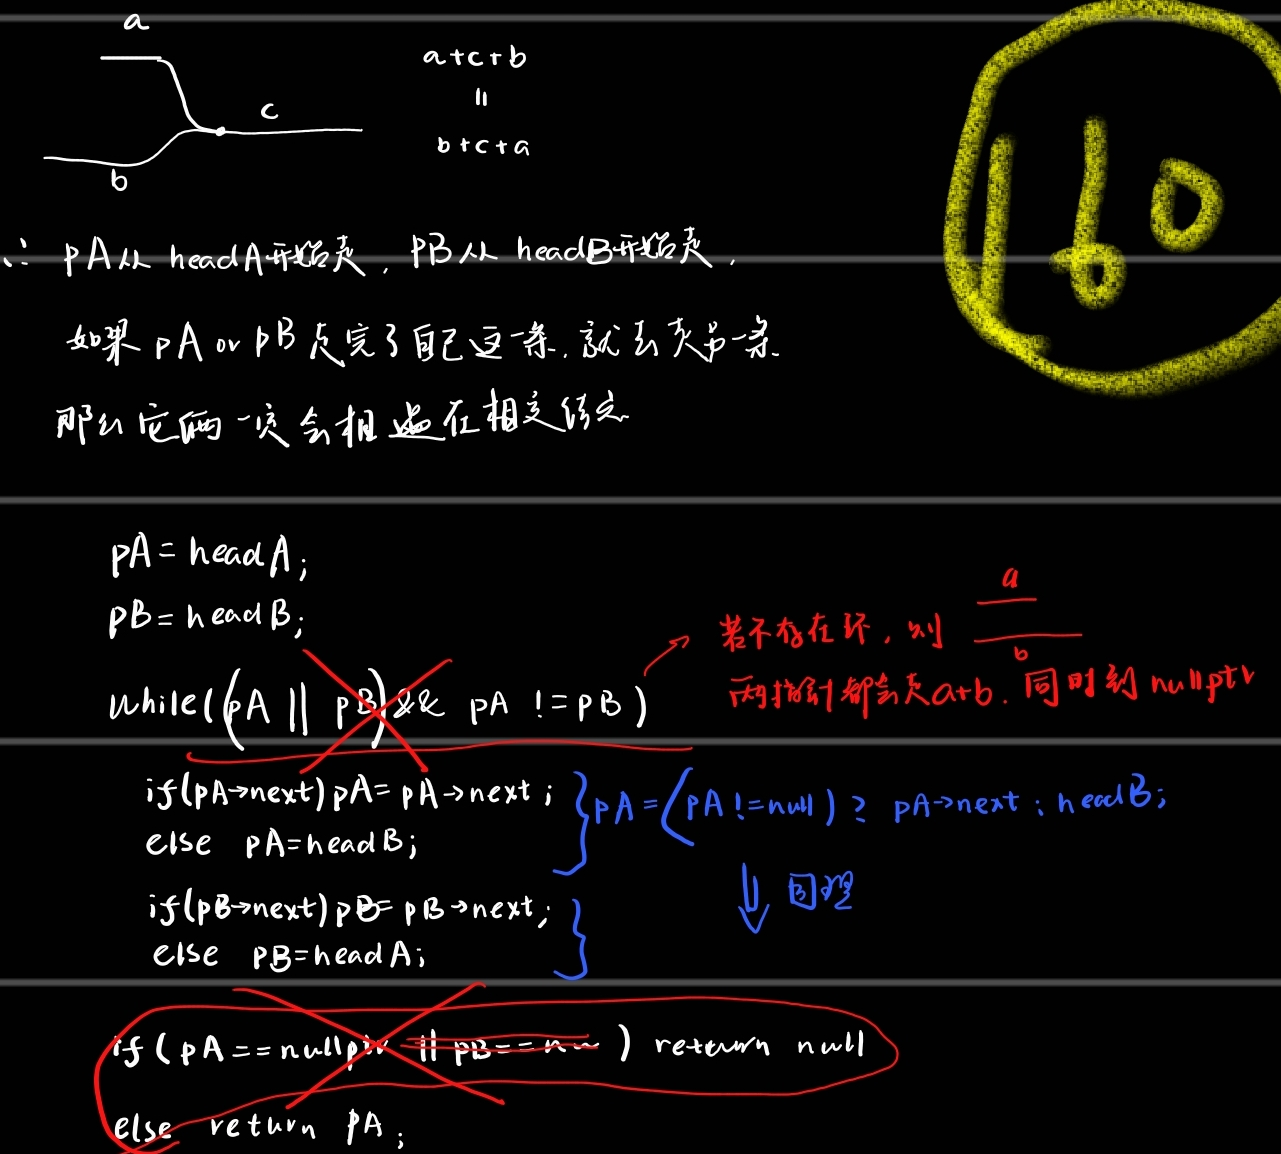 a
a+c+b
c
=
b+c+a
b
160
∴ pA从 headA开始走, pB从 headB开始走,
如果 pA or pB 走完了自己这一条, 就去走另一条.
那么它俩一定会相遇在相交结点
pA = headA;
pB = headB;
a
若不存在环, 则
b
while((pA || pB) && pA != pB)
两指针都会走a+b. 同时到 nullptr
if(pA->next) pA = pA->next;
else pA=headB;
pA = (pA != null) ? pA->next : headB;
同理
if(pB->next) pB = pB->next;
else pB=headA;
if ( pA == nullptr || pB == nu ) return null
else return pA;